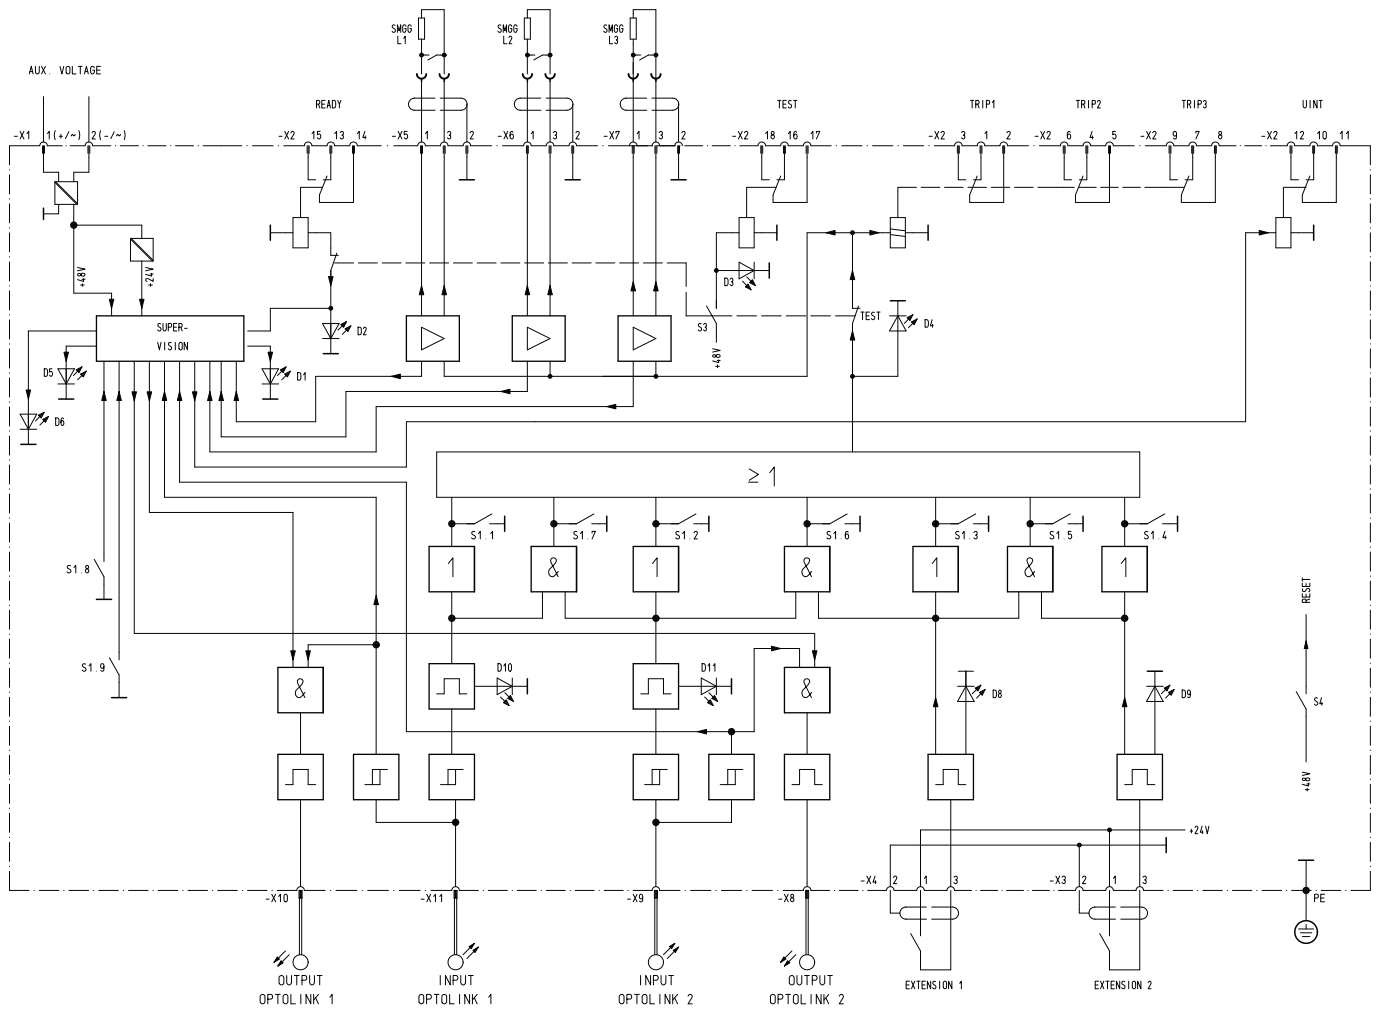 SMGG
L1
SMGG
L2
SMGG
L3
AUX. VOLTAGE
READY
TEST
TRIP1
TRIP2
TRIP3
UINT
-X1 1(+/~) 2(-/~)
-X2 15 13 14
-X5 1 3 2
-X6 1 3 2
-X7 1 3 2
-X2 18 16 17
-X2 3 1 2
-X2 6 4 5
-X2 9 7 8
-X2 12 10 11
+48V
+24V
D3
S3
+48V
TEST
D4
SUPER-
VISION
D2
D5
D1
D6
≥1
S1.1
S1.7
S1.2
S1.6
S1.3
S1.5
S1.4
1
&
1
&
1
&
1
S1.8
S1.9
RESET
S4
+48V
&
D10
D11
&
D8
D9
+24V
-X4 2 1 3
-X3 2 1 3
-X10
-X11
-X9
-X8
PE
OUTPUT
OPTOLINK 1
INPUT
OPTOLINK 1
INPUT
OPTOLINK 2
OUTPUT
OPTOLINK 2
EXTENSION 1
EXTENSION 2